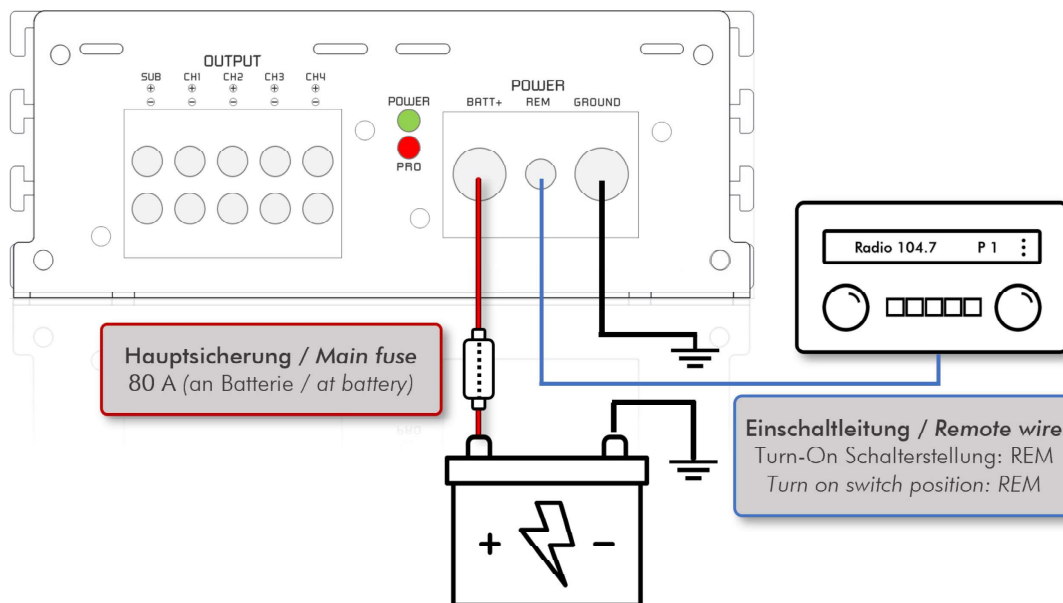 OUTPUT
SUB CH1 CH2 CH3 CH4
⊕ ⊕ ⊕ ⊕ ⊕
⊖ ⊖ ⊖ ⊖ ⊖
POWER
PRO
POWER
BATT+ REM GROUND
Radio 104.7 P 1
Hauptsicherung / Main fuse
80 A (an Batterie / at battery)
Einschaltleitung / Remote wire
Turn-On Schalterstellung: REM
Turn on switch position: REM
+ −